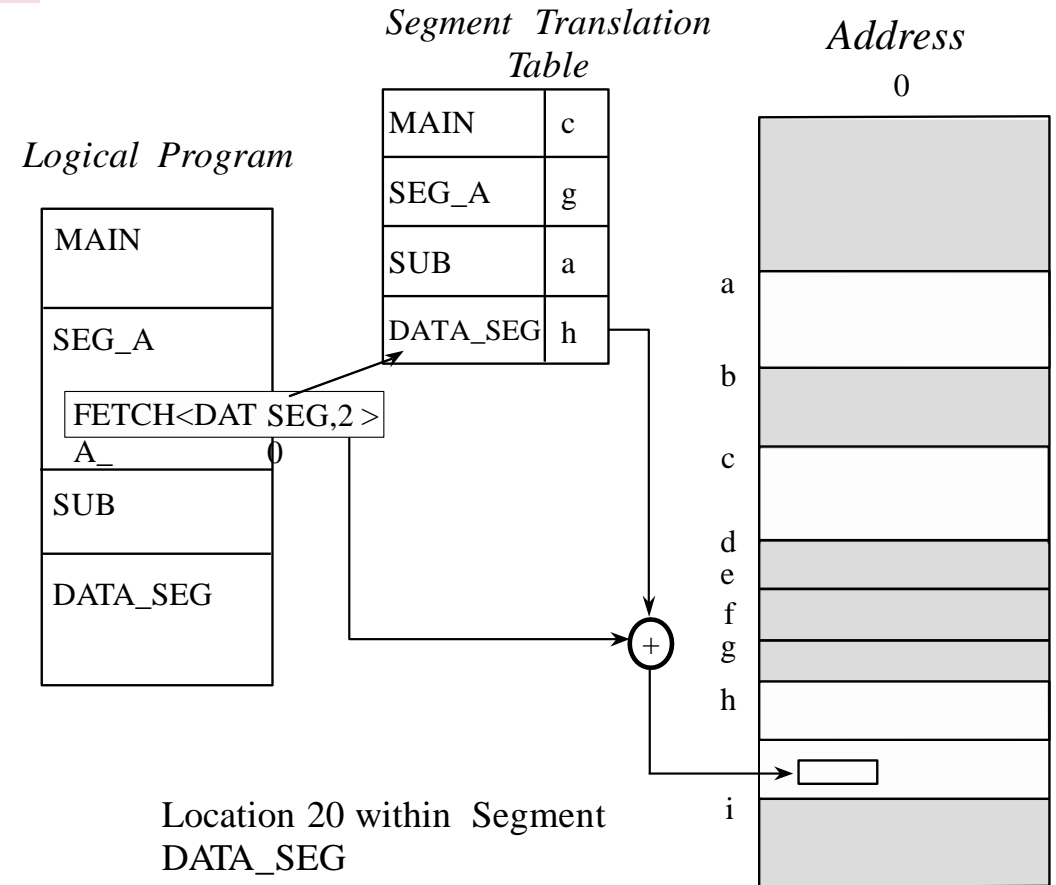 Segment Translation
Table
Address
0
Logical Program
MAIN c
SEG_A g
SUB a
DATA_SEG h
MAIN
SEG_A
FETCH<DAT SEG,2 >
A_ 0
SUB
DATA_SEG
+
a
b
c
d
e
f
g
h
i
Location 20 within Segment
DATA_SEG